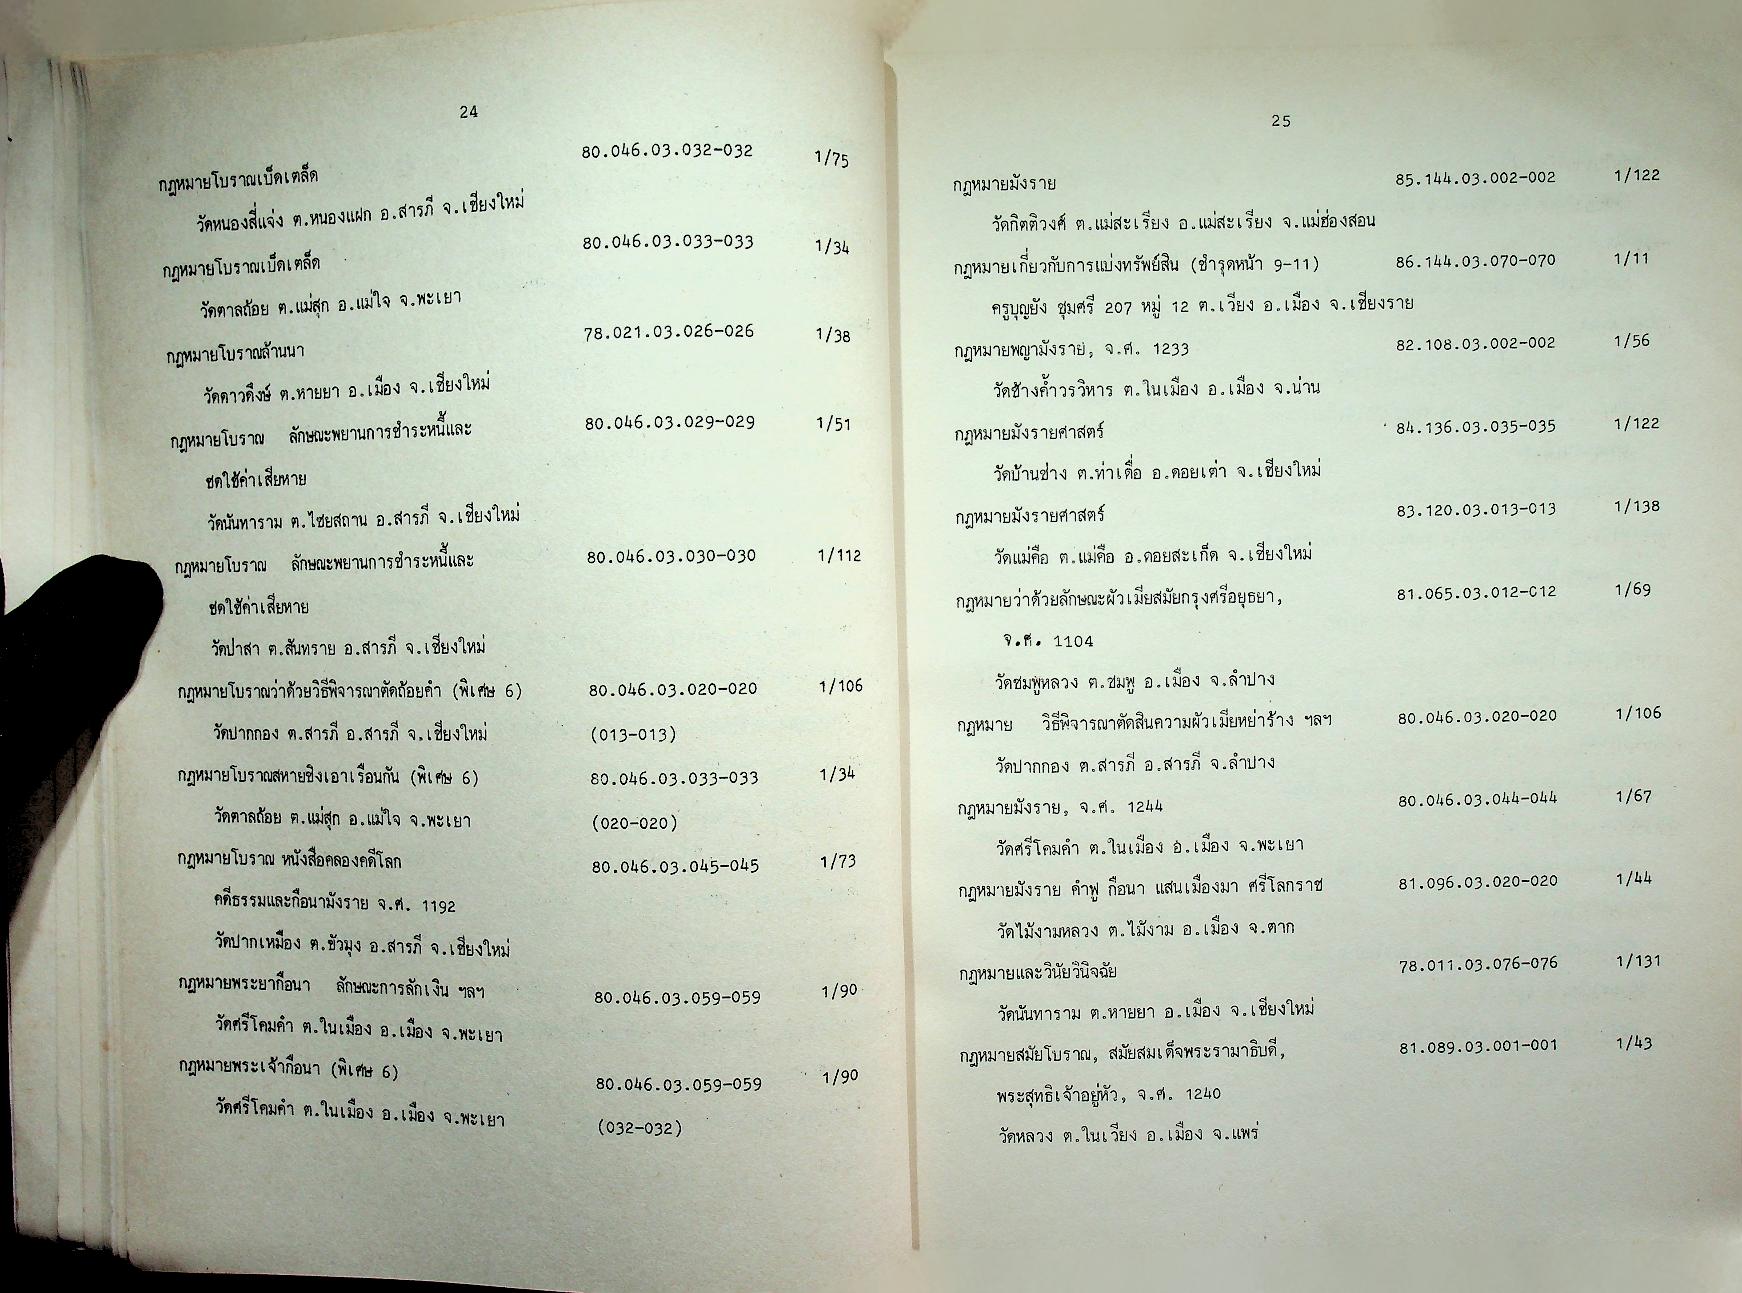 24
กฎหมายโบราณเบ็ดเตล็ด 80.046.03.032-032 1/75
วัดหนองสี่แจ่ง ต.หนองแฝก อ.สารภี จ.เชียงใหม่
กฎหมายโบราณเบ็ดเตล็ด 80.046.03.033-033 1/34
วัดตาลถ้อย ต.แม่สุก อ.แม่ใจ จ.พะเยา
กฎหมายโบราณล้านนา 78.021.03.026-026 1/38
วัดดาวดึงษ์ ต.หายยา อ.เมือง จ.เชียงใหม่
กฎหมายโบราณ ลักษณะพยานการชำระหนี้และ 80.046.03.029-029 1/51
ชดใช้ค่าเสียหาย
วัดนันทาราม ต.ไชยสถาน อ.สารภี จ.เชียงใหม่
กฎหมายโบราณ ลักษณะพยานการชำระหนี้และ 80.046.03.030-030 1/112
ชดใช้ค่าเสียหาย
วัดป่าสา ต.สันทราย อ.สารภี จ.เชียงใหม่
กฎหมายโบราณว่าด้วยวิธีพิจารณาตัดถ้อยคำ (พิเศษ 6) 80.046.03.020-020 1/106
วัดปากกอง ต.สารภี อ.สารภี จ.เชียงใหม่ (013-013)
กฎหมายโบราณสหายชิงเอาเรือนกัน (พิเศษ 6) 80.046.03.033-033 1/34
วัดตาลถ้อย ต.แม่สุก อ.แม่ใจ จ.พะเยา (020-020)
กฎหมายโบราณ หนังสือคลองคดีโลก 80.046.03.045-045 1/73
คดีธรรมและกือนามังราย จ.ศ. 1192
วัดปากเหมือง ต.ขัวมุง อ.สารภี จ.เชียงใหม่
กฎหมายพระยากือนา ลักษณะการลักเงิน ฯลฯ 80.046.03.059-059 1/90
วัดศรีโคมคำ ต.ในเมือง อ.เมือง จ.พะเยา
กฎหมายพระเจ้ากือนา (พิเศษ 6) 80.046.03.059-059 1/90
วัดศรีโคมคำ ต.ในเมือง อ.เมือง จ.พะเยา (032-032)
25
กฎหมายมังราย 85.144.03.002-002 1/122
วัดกิตติวงศ์ ต.แม่สะเรียง อ.แม่สะเรียง จ.แม่ฮ่องสอน
กฎหมายเกี่ยวกับการแบ่งทรัพย์สิน (ชำรุดหน้า 9-11) 86.144.03.070-070 1/11
ครูบุญยัง ชุมศรี 207 หมู่ 12 ต.เวียง อ.เมือง จ.เชียงราย
กฎหมายพญามังราย, จ.ศ. 1233 82.108.03.002-002 1/56
วัดช้างค้ำวรวิหาร ต.ในเมือง อ.เมือง จ.น่าน
กฎหมายมังรายศาสตร์ 84.136.03.035-035 1/122
วัดบ้านช่าง ต.ท่าเดื่อ อ.ดอยเต่า จ.เชียงใหม่
กฎหมายมังรายศาสตร์ 83.120.03.013-013 1/138
วัดแม่คือ ต.แม่คือ อ.ดอยสะเก็ด จ.เชียงใหม่
กฎหมายว่าด้วยลักษณะผัวเมียสมัยกรุงศรีอยุธยา, 81.065.03.012-012 1/69
จ.ศ. 1104
วัดชมพูหลวง ต.ชมพู อ.เมือง จ.ลำปาง
กฎหมาย วิธีพิจารณาตัดสินความผัวเมียหย่าร้าง ฯลฯ 80.046.03.020-020 1/106
วัดปากกอง ต.สารภี อ.สารภี จ.ลำปาง
กฎหมายมังราย, จ.ศ. 1244 80.046.03.044-044 1/67
วัดศรีโคมคำ ต.ในเมือง อ.เมือง จ.พะเยา
กฎหมายมังราย คำฟู กือนา แสนเมืองมา ศรีโลกราช 81.096.03.020-020 1/44
วัดไม้งามหลวง ต.ไม้งาม อ.เมือง จ.ตาก
กฎหมายและวินัยวินิจฉัย 78.011.03.076-076 1/131
วัดนันทาราม ต.หายยา อ.เมือง จ.เชียงใหม่
กฎหมายสมัยโบราณ, สมัยสมเด็จพระรามาธิบดี, 81.089.03.001-001 1/43
พระสุทธิเจ้าอยู่หัว, จ.ศ. 1240
วัดหลวง ต.ในเวียง อ.เมือง จ.แพร่